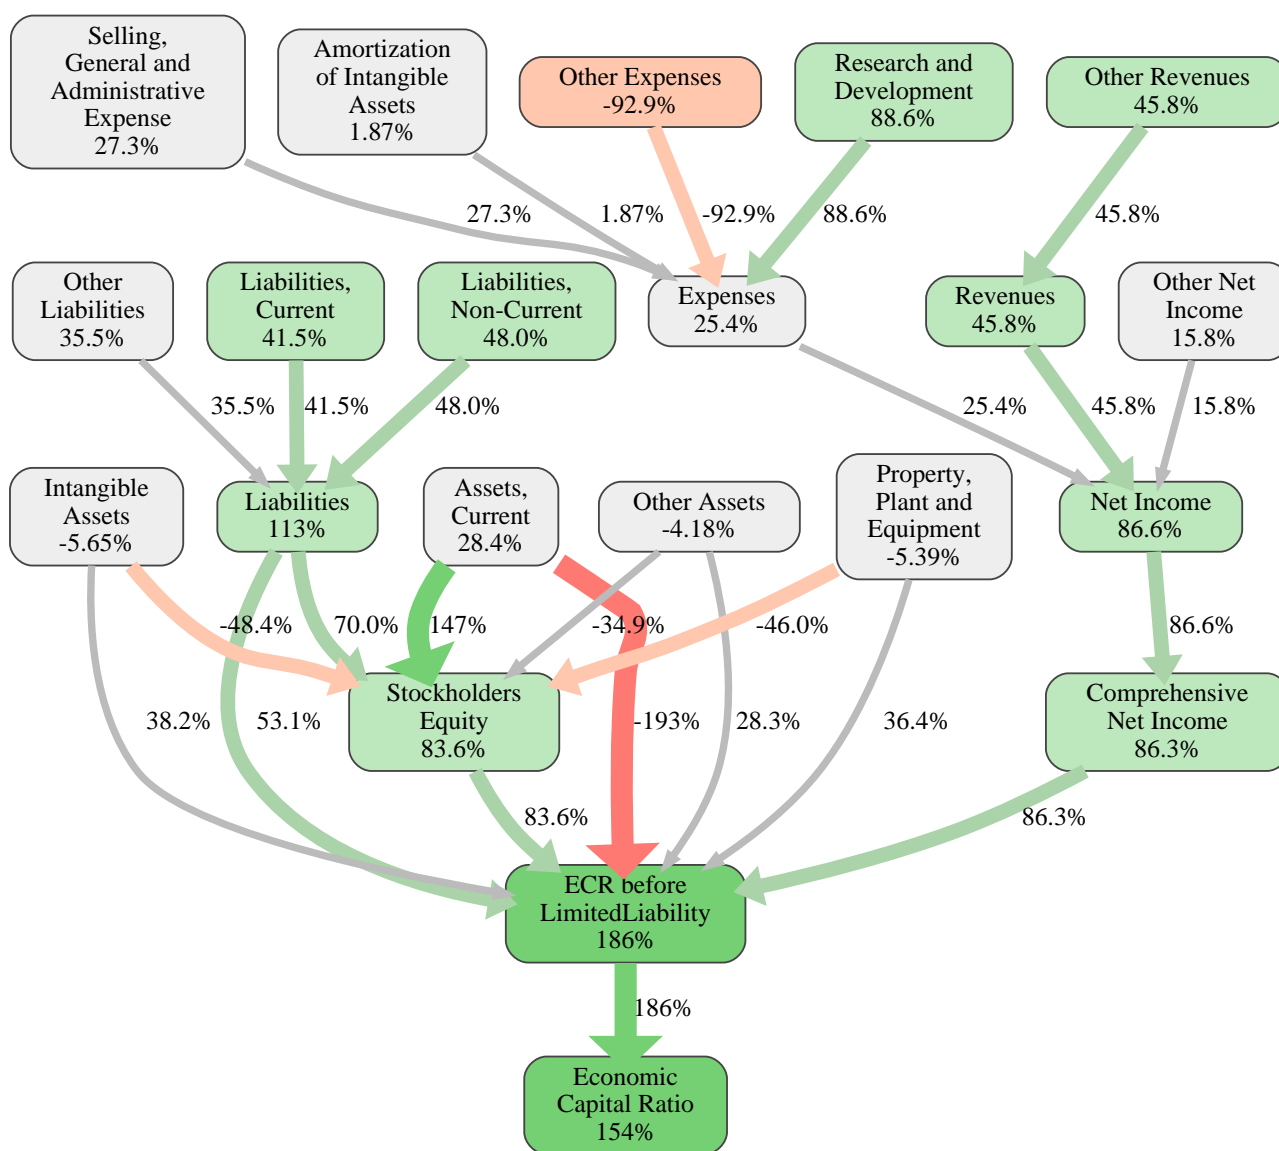 Selling,
General and
Administrative
Expense
27.3%
Amortization
of Intangible
Assets
1.87%
Other Expenses
-92.9%
Research and
Development
88.6%
Other Revenues
45.8%
27.3%
1.87%
-92.9%
88.6%
45.8%
Other
Liabilities
35.5%
Liabilities,
Current
41.5%
Liabilities,
Non-Current
48.0%
Expenses
25.4%
Revenues
45.8%
Other Net
Income
15.8%
35.5%
41.5%
48.0%
25.4%
45.8%
15.8%
Intangible
Assets
-5.65%
Liabilities
113%
Assets,
Current
28.4%
Other Assets
-4.18%
Property,
Plant and
Equipment
-5.39%
Net Income
86.6%
-48.4%
70.0%
147%
-34.9%
-46.0%
86.6%
38.2%
53.1%
Stockholders
Equity
83.6%
-193%
28.3%
36.4%
Comprehensive
Net Income
86.3%
83.6%
86.3%
ECR before
LimitedLiability
186%
186%
Economic
Capital Ratio
154%